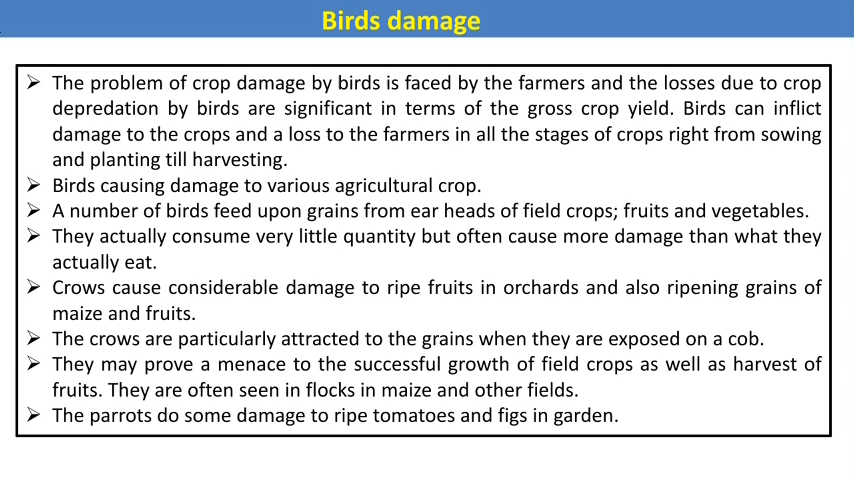 Birds damage
➢ The problem of crop damage by birds is faced by the farmers and the losses due to crop
depredation by birds are significant in terms of the gross crop yield. Birds can inflict
damage to the crops and a loss to the farmers in all the stages of crops right from sowing
and planting till harvesting.
➢ Birds causing damage to various agricultural crop.
➢ A number of birds feed upon grains from ear heads of field crops; fruits and vegetables.
➢ They actually consume very little quantity but often cause more damage than what they
actually eat.
➢ Crows cause considerable damage to ripe fruits in orchards and also ripening grains of
maize and fruits.
➢ The crows are particularly attracted to the grains when they are exposed on a cob.
➢ They may prove a menace to the successful growth of field crops as well as harvest of
fruits. They are often seen in flocks in maize and other fields.
➢ The parrots do some damage to ripe tomatoes and figs in garden.